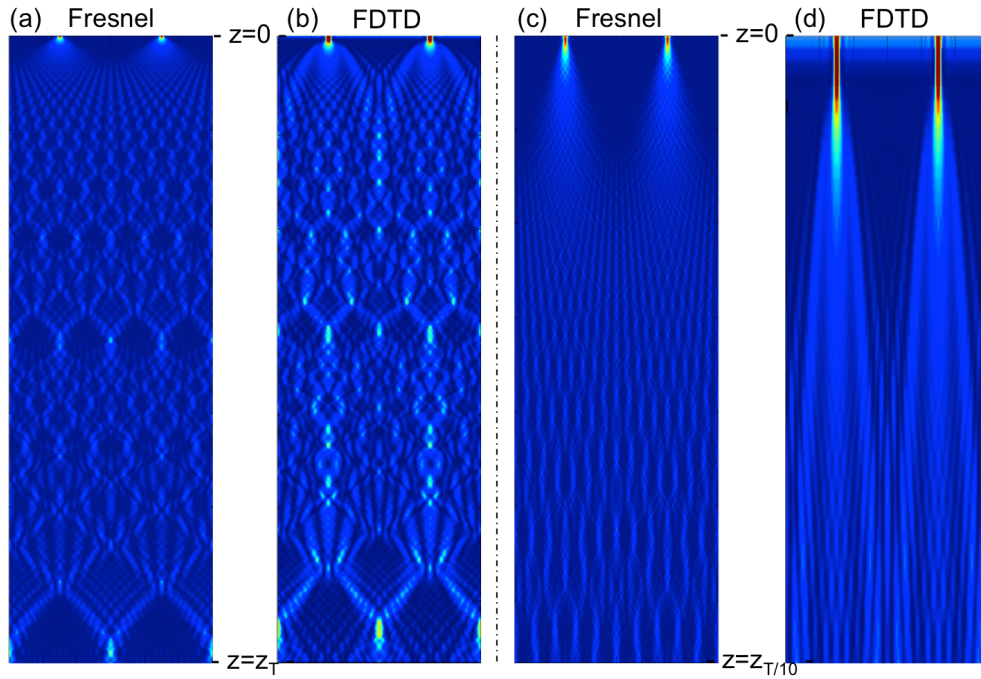 (a) Fresnel
(b) FDTD
(c) Fresnel
(d) FDTD
z=0
z=0
z=z_T
z=z_T/10